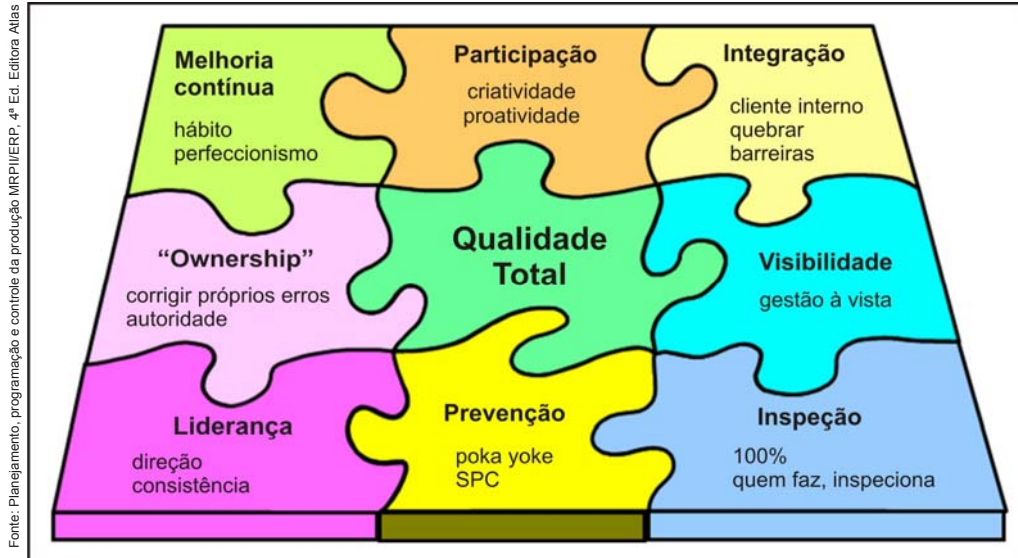 Fonte: Planejamento, programação e controle da produção MRPII/ERP, 4ª Ed. Editora Atlas
Melhoria
contínua
hábito
perfeccionismo
Participação
criatividade
proatividade
Integração
cliente interno
quebrar
barreiras
“Ownership”
corrigir próprios erros
autoridade
Qualidade
Total
Visibilidade
gestão à vista
Liderança
direção
consistência
Prevenção
poka yoke
SPC
Inspeção
100%
quem faz, inspeciona